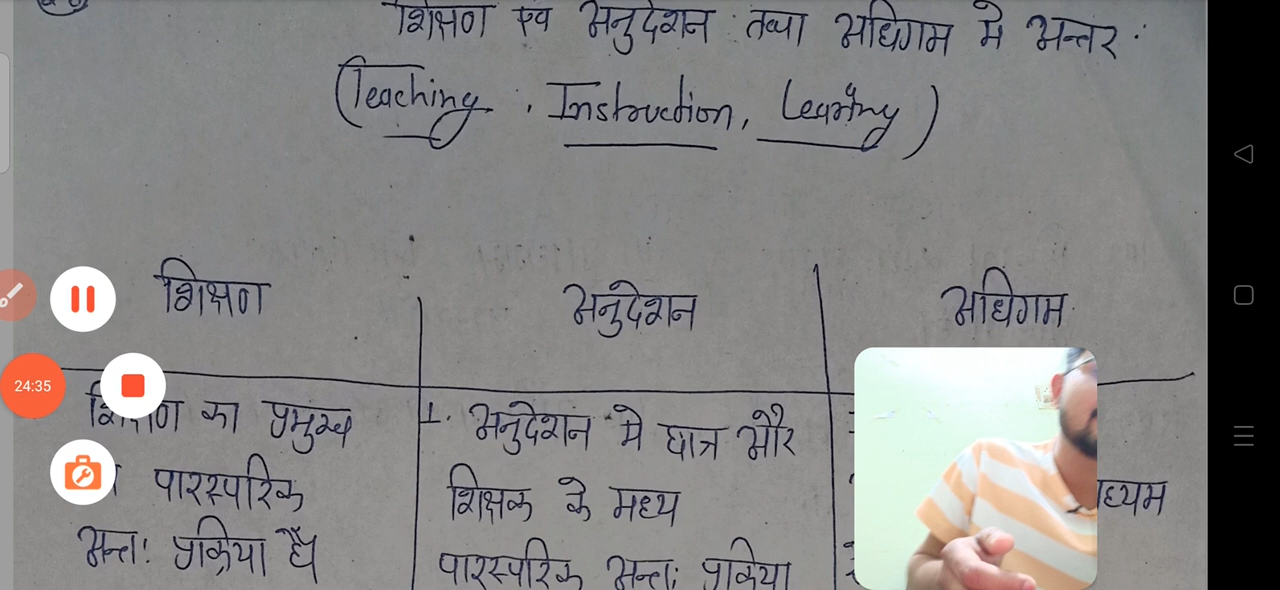 शिक्षण एव अनुदेशन तथा अधिगम मे अन्तर :
(Teaching, Instruction, Learning)
शिक्षण
अनुदेशन
अधिगम
शिक्षण का प्रमुख
पारस्परिक
अन्तः प्रक्रिया है
1. अनुदेशन मे छात्र और
शिक्षक के मध्य
पारस्परिक अन्तः प्रक्रिया
24:35